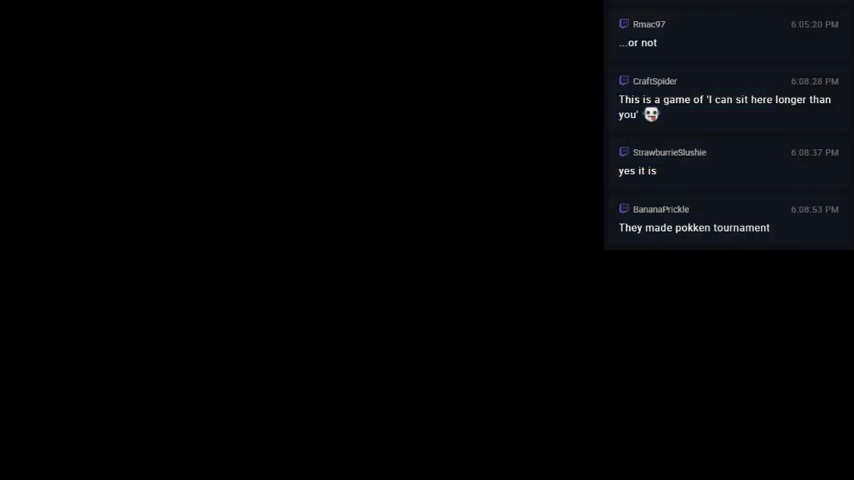 Rmac97 6:05:20 PM
...or not
CraftSpider 6:08:28 PM
This is a game of 'I can sit here longer than
you'
StrawburrieSlushie 6:08:37 PM
yes it is
BananaPrickle 6:08:53 PM
They made pokken tournament